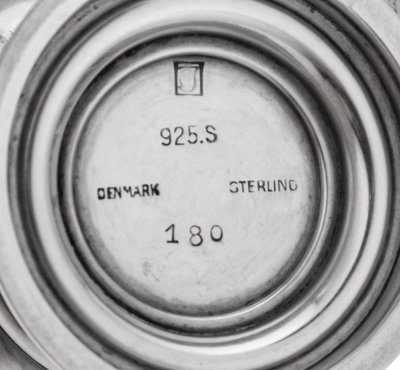 J
925.S
DENMARK STERLING
180